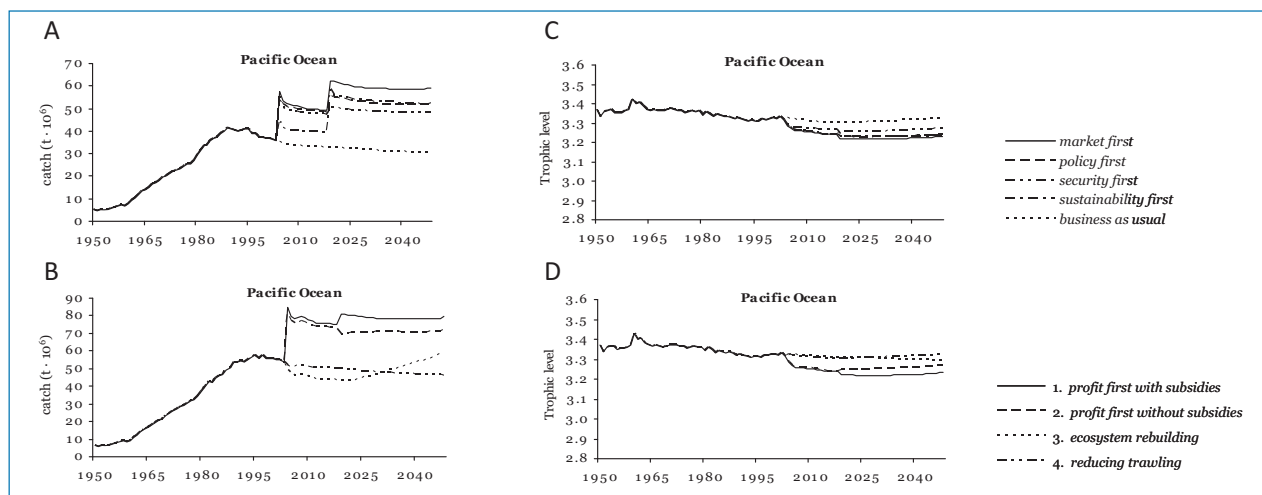 A
Pacific Ocean
70
60
50
40
30
20
10
0
catch (t · 10⁶)
1950 1965 1980 1995 2010 2025 2040
B
Pacific Ocean
90
80
70
60
50
40
30
20
10
0
catch (t · 10⁶)
1950 1965 1980 1995 2010 2025 2040
C
Pacific Ocean
3.6
3.5
3.4
3.3
3.2
3.1
3.0
2.9
2.8
Trophic level
1950 1965 1980 1995 2010 2025 2040
D
Pacific Ocean
3.6
3.5
3.4
3.3
3.2
3.1
3.0
2.9
2.8
Trophic level
1950 1965 1980 1995 2010 2025 2040
market first
policy first
security first
sustainability first
business as usual
1. profit first with subsidies
2. profit first without subsidies
3. ecosystem rebuilding
4. reducing trawling